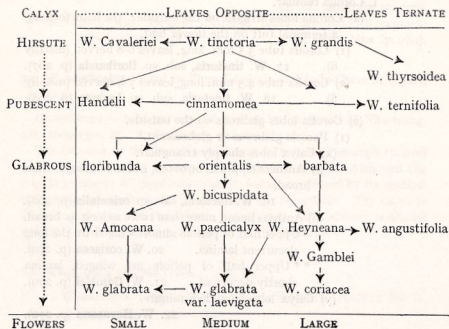 CALYX LEAVES OPPOSITE LEAVES TERNATE
HIRSUTE W. Cavaleriei W. tinctoria W. grandis
W. thyrsoidea
PUBESCENT Handelii cinnamomea W. ternifolia
GLABROUS floribunda orientalis barbata
W. bicuspidata
W. Amocana W. paedicalyx W. Heyneana W. angustifolia
W. Gamblei
W. glabrata W. glabrata W. coriacea
var. laevigata
FLOWERS SMALL MEDIUM LARGE